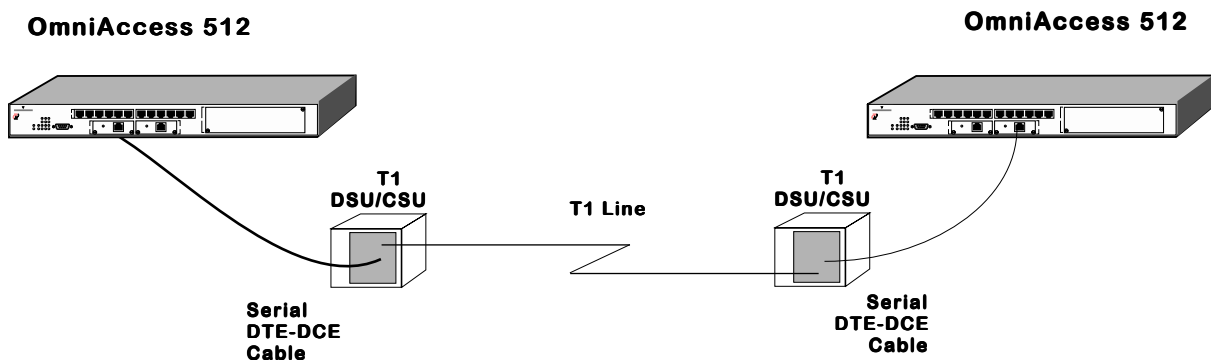 OmniAccess 512
OmniAccess 512
T1
DSU/CSU
T1 Line
T1
DSU/CSU
Serial
DTE-DCE
Cable
Serial
DTE-DCE
Cable